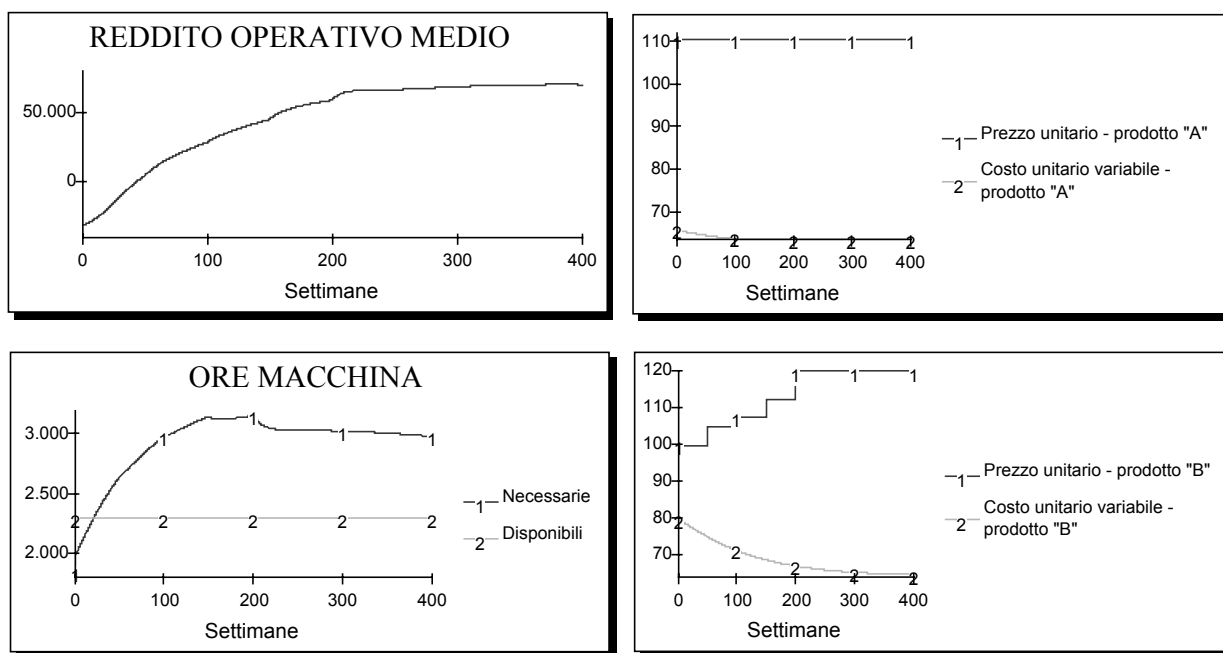 REDDITO OPERATIVO MEDIO
50.000
0
0 100 200 300 400
Settimane
110
100
90
80
70
1 1 1 1 1
2 2 2 2 2
0 100 200 300 400
Settimane
1 Prezzo unitario - prodotto "A"
2 Costo unitario variabile -
prodotto "A"
ORE MACCHINA
3.000
2.500
2.000
1 1 1 1 1
2 2 2 2 2
0 100 200 300 400
Settimane
1 Necessarie
2 Disponibili
120
110
100
90
80
70
1 1 1 1 1
2 2 2 2 2
0 100 200 300 400
Settimane
1 Prezzo unitario - prodotto "B"
2 Costo unitario variabile -
prodotto "B"